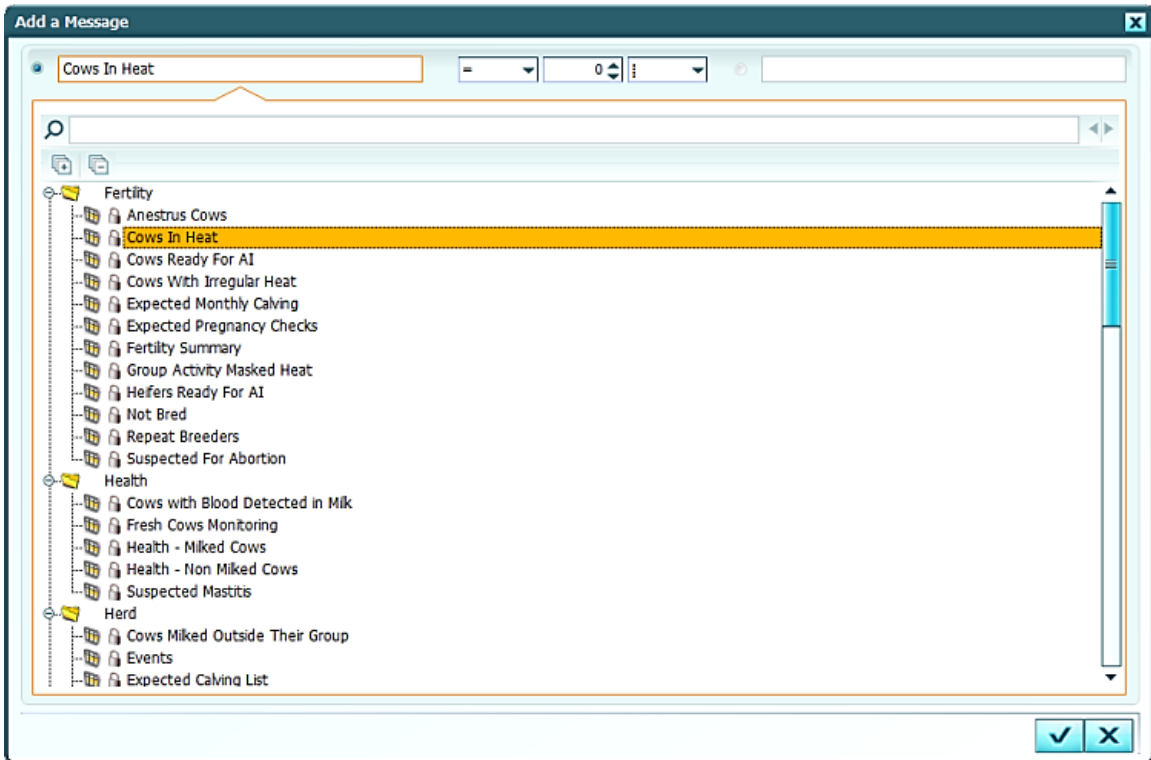 Add a Message
Cows In Heat = 0
Fertility
Anestrus Cows
Cows In Heat
Cows Ready For AI
Cows With Irregular Heat
Expected Monthly Calving
Expected Pregnancy Checks
Fertility Summary
Group Activity Masked Heat
Heifers Ready For AI
Not Bred
Repeat Breeders
Suspected For Abortion
Health
Cows with Blood Detected in Milk
Fresh Cows Monitoring
Health - Milked Cows
Health - Non Milked Cows
Suspected Mastitis
Herd
Cows Milked Outside Their Group
Events
Expected Calving List